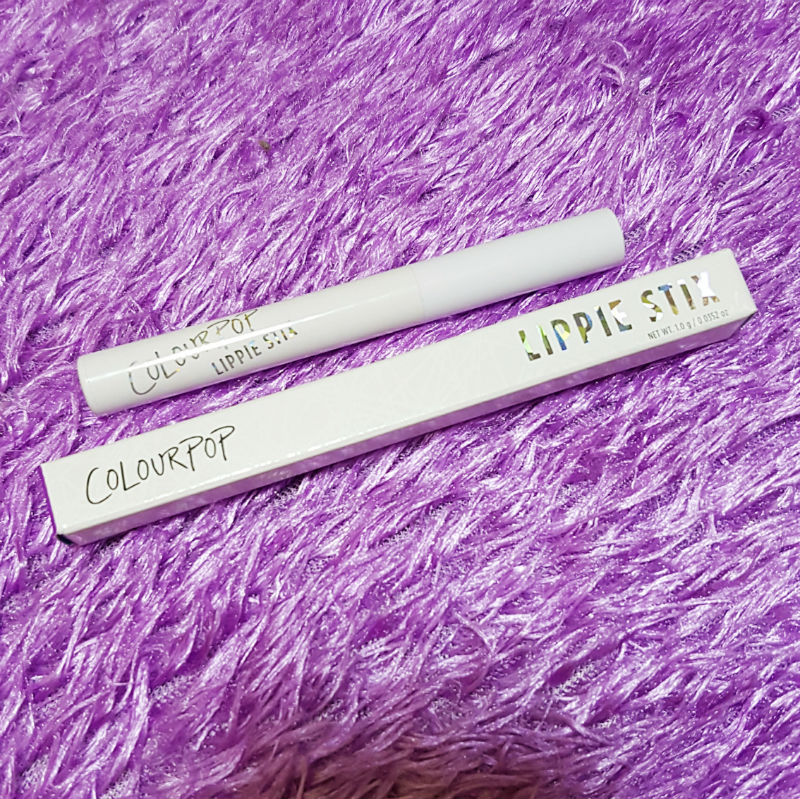 COLOURPOP
LIPPIE STIX
COLOURPOP
LIPPIE STIX
NET WT. 1.0 g / 0.0352 oz